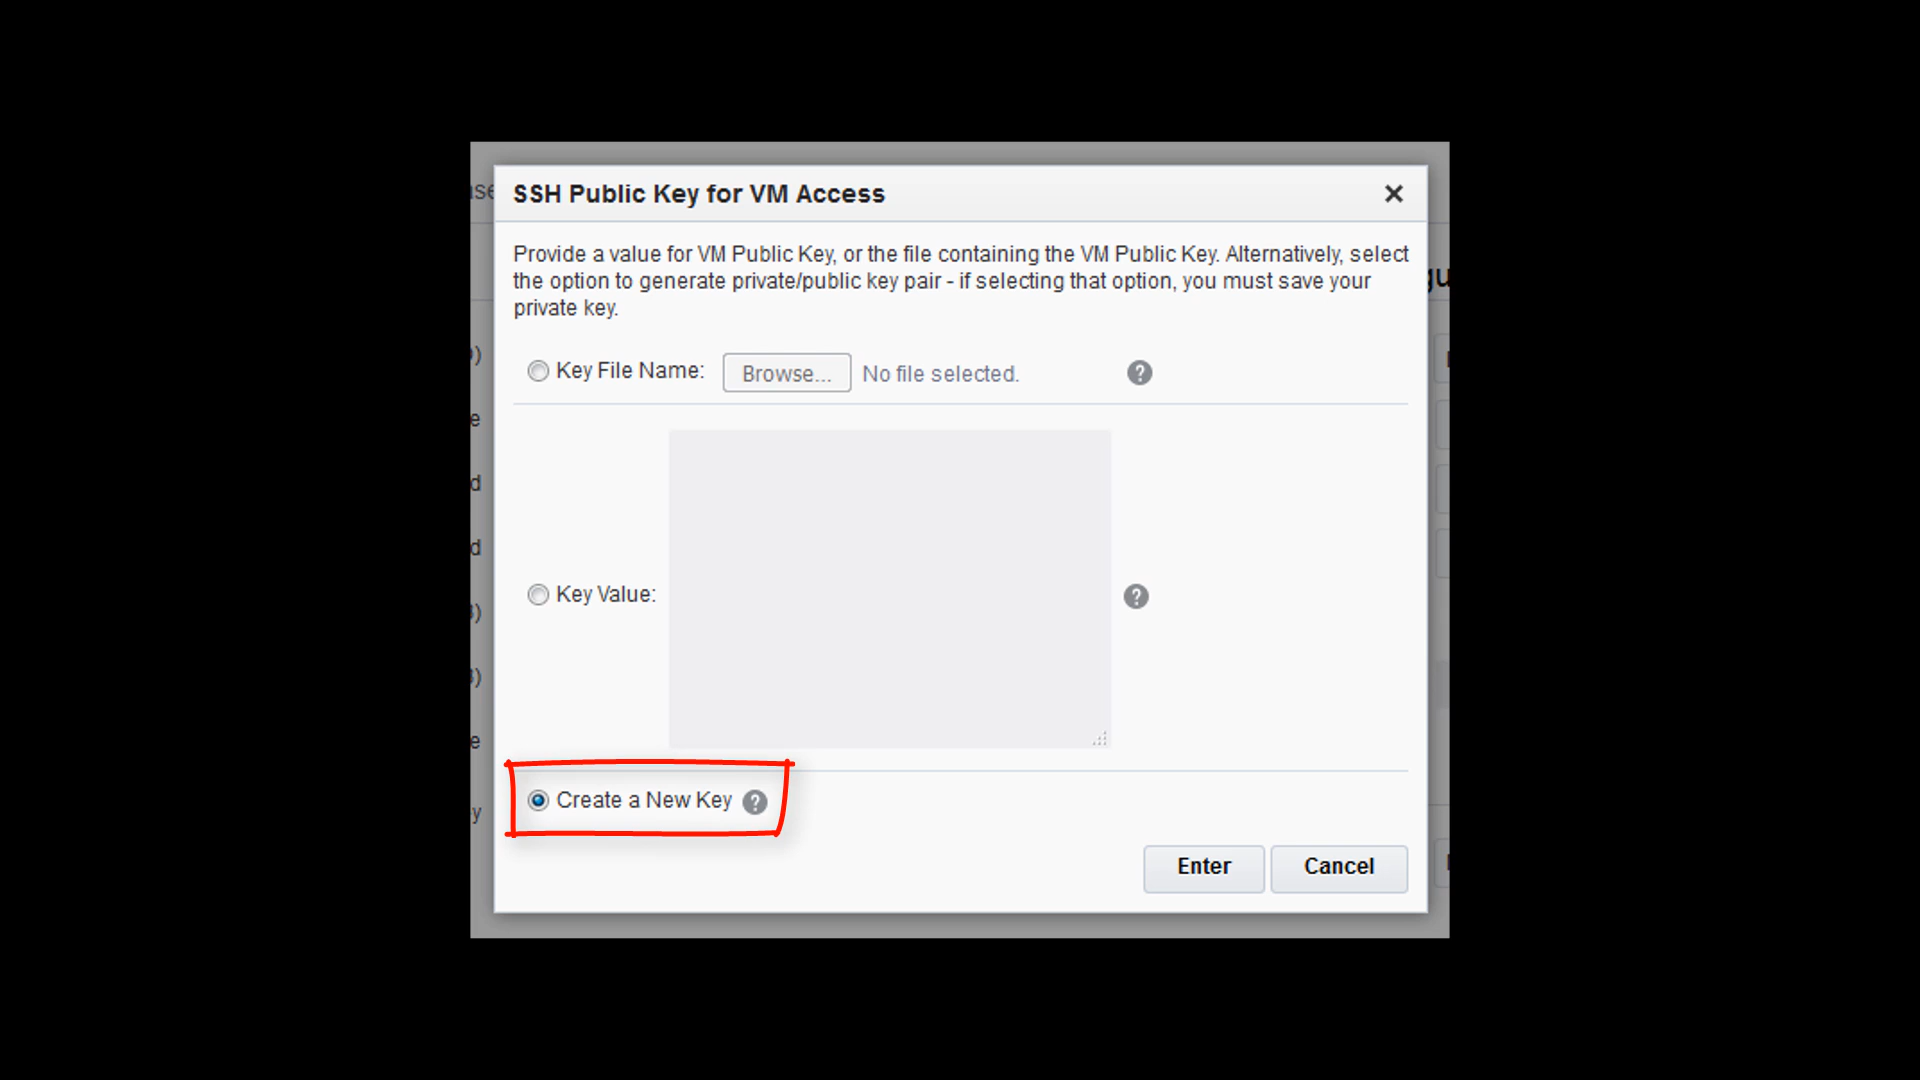 SSH Public Key for VM Access
Provide a value for VM Public Key, or the file containing the VM Public Key. Alternatively, select
the option to generate private/public key pair - if selecting that option, you must save your
private key.
Key File Name: Browse... No file selected. ?
Key Value: ?
Create a New Key ?
Enter Cancel